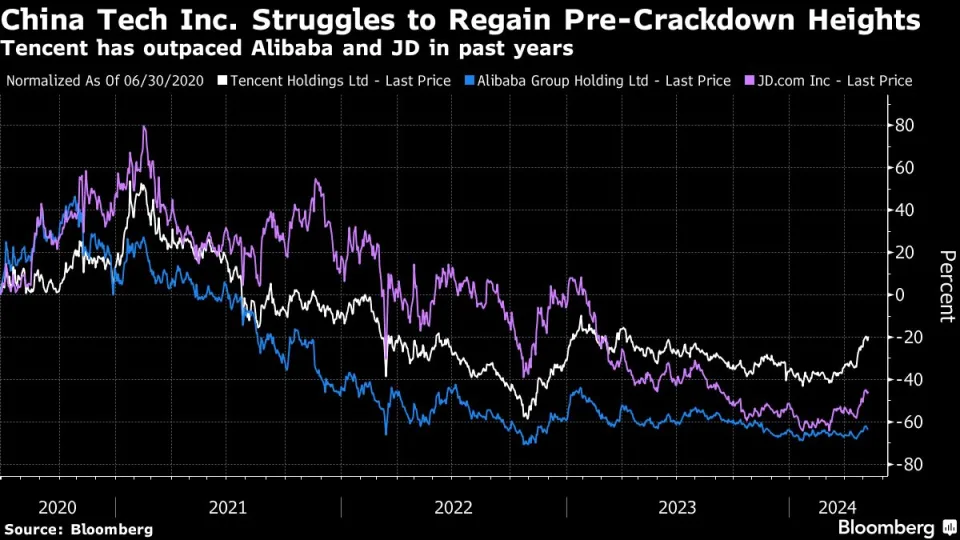 China Tech Inc. Struggles to Regain Pre-Crackdown Heights
Tencent has outpaced Alibaba and JD in past years
Normalized As Of 06/30/2020 Tencent Holdings Ltd - Last Price Alibaba Group Holding Ltd - Last Price JD.com Inc - Last Price
80
60
40
20
0
-20
-40
-60
-80
Percent
2020 2021 2022 2023 2024
Source: Bloomberg
Bloomberg